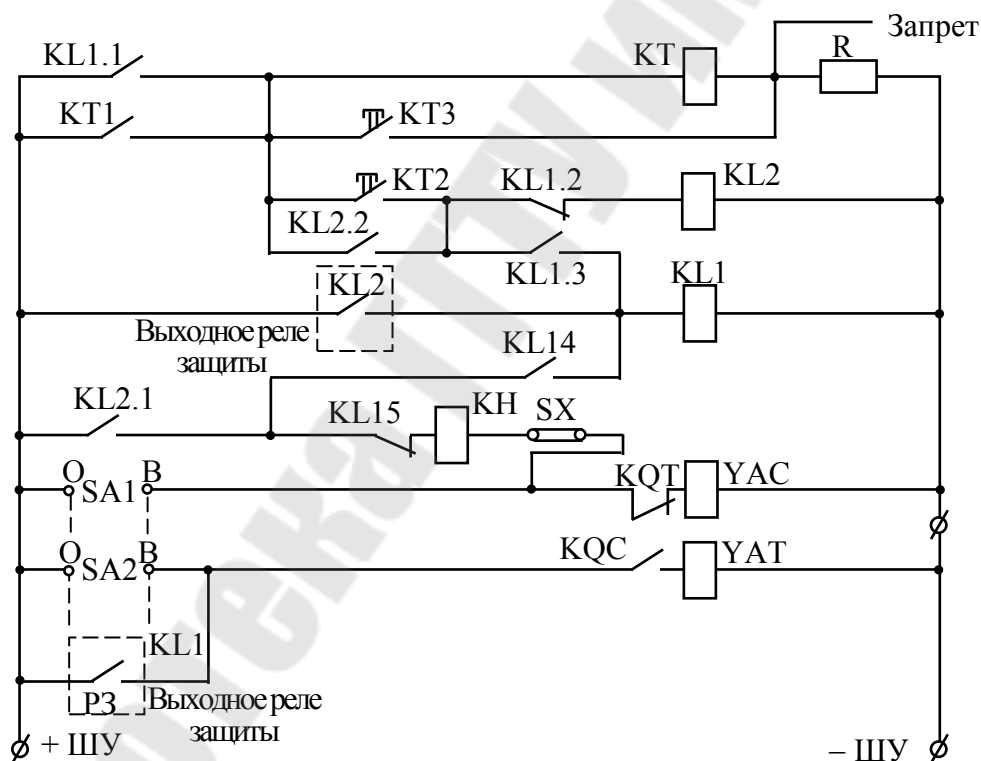 Запрет
KL1.1
KT
R
KT1
KT3
KT2
KL1.2
KL2
KL2.2
KL1.3
KL2
KL1
Выходное реле
защиты
KL14
KL2.1
KL15
KH
SX
O
SA1
B
KQT
YAC
O
SA2
B
KQC
YAT
KL1
РЗ
Выходное реле
защиты
+ ШУ
– ШУ